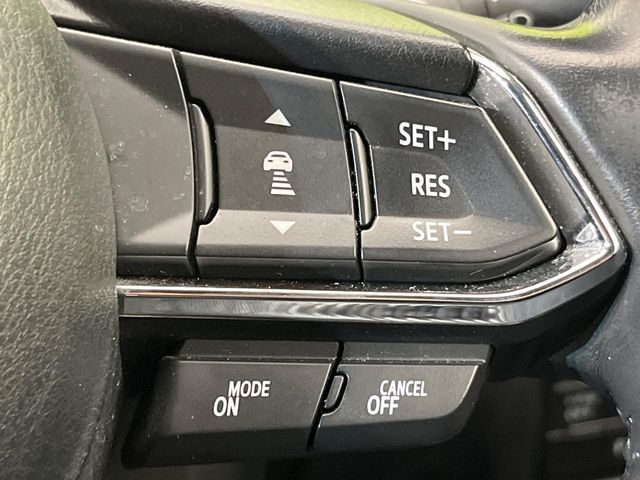 SET+
RES
SET−
MODE
ON
CANCEL
OFF